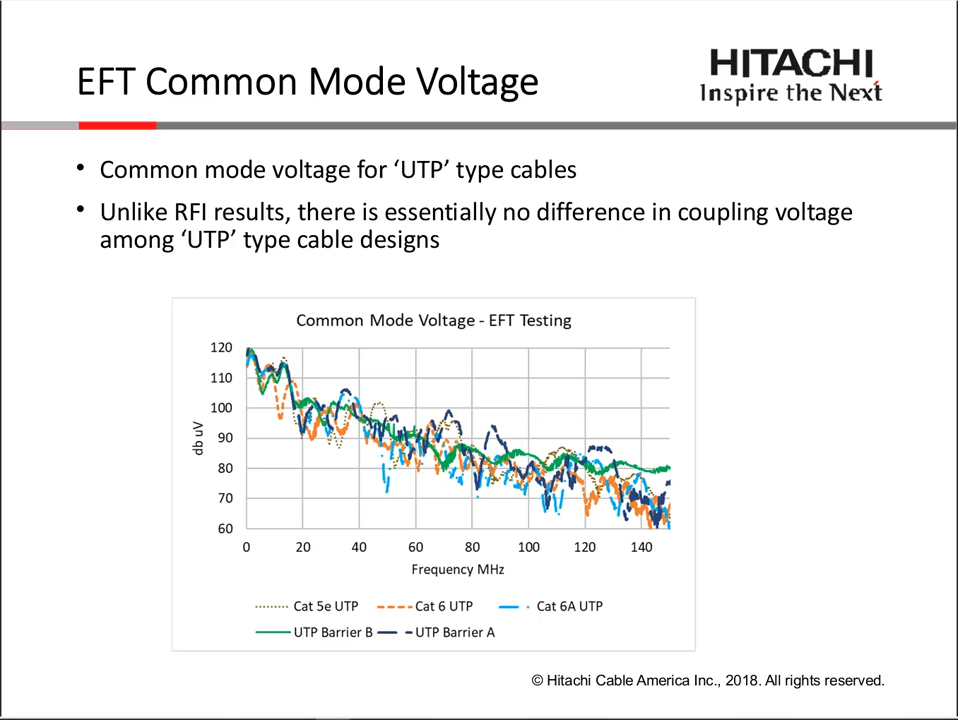 EFT Common Mode Voltage
HITACHI
Inspire the Next
• Common mode voltage for ‘UTP’ type cables
• Unlike RFI results, there is essentially no difference in coupling voltage
among ‘UTP’ type cable designs
Common Mode Voltage - EFT Testing
120
110
100
90
80
70
60
db uV
0 20 40 60 80 100 120 140
Frequency MHz
Cat 5e UTP Cat 6 UTP Cat 6A UTP
UTP Barrier B UTP Barrier A
© Hitachi Cable America Inc., 2018. All rights reserved.